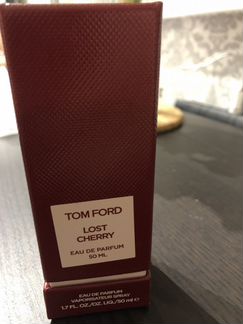 TOM FORD
LOST
CHERRY
EAU DE PARFUM
50 ML
EAU DE PARFUM
VAPORISATEUR SPRAY
1.7 FL. OZ./OZ. LIQ./50 ml ℮